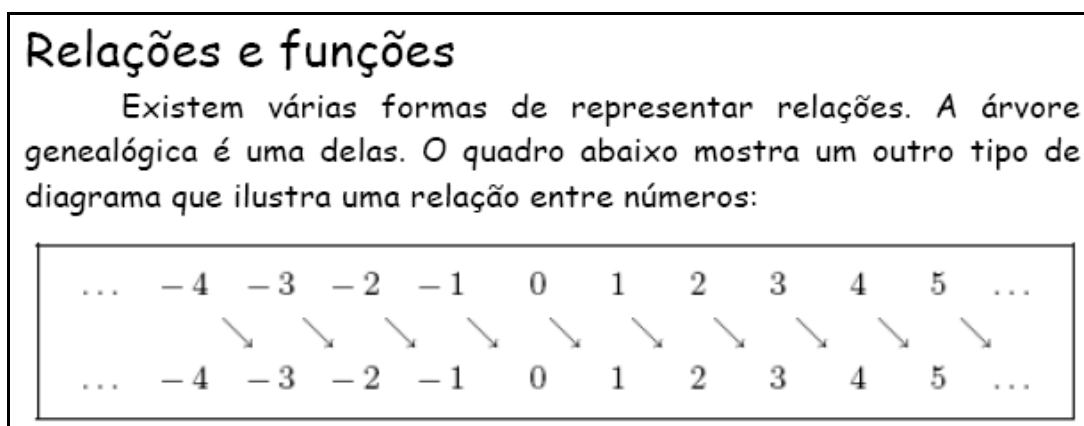 Relações e funções
Existem várias formas de representar relações. A árvore
genealógica é uma delas. O quadro abaixo mostra um outro tipo de
diagrama que ilustra uma relação entre números:
... −4 −3 −2 −1 0 1 2 3 4 5 ...
↘ ↘ ↘ ↘ ↘ ↘ ↘ ↘ ↘ ↘
... −4 −3 −2 −1 0 1 2 3 4 5 ...